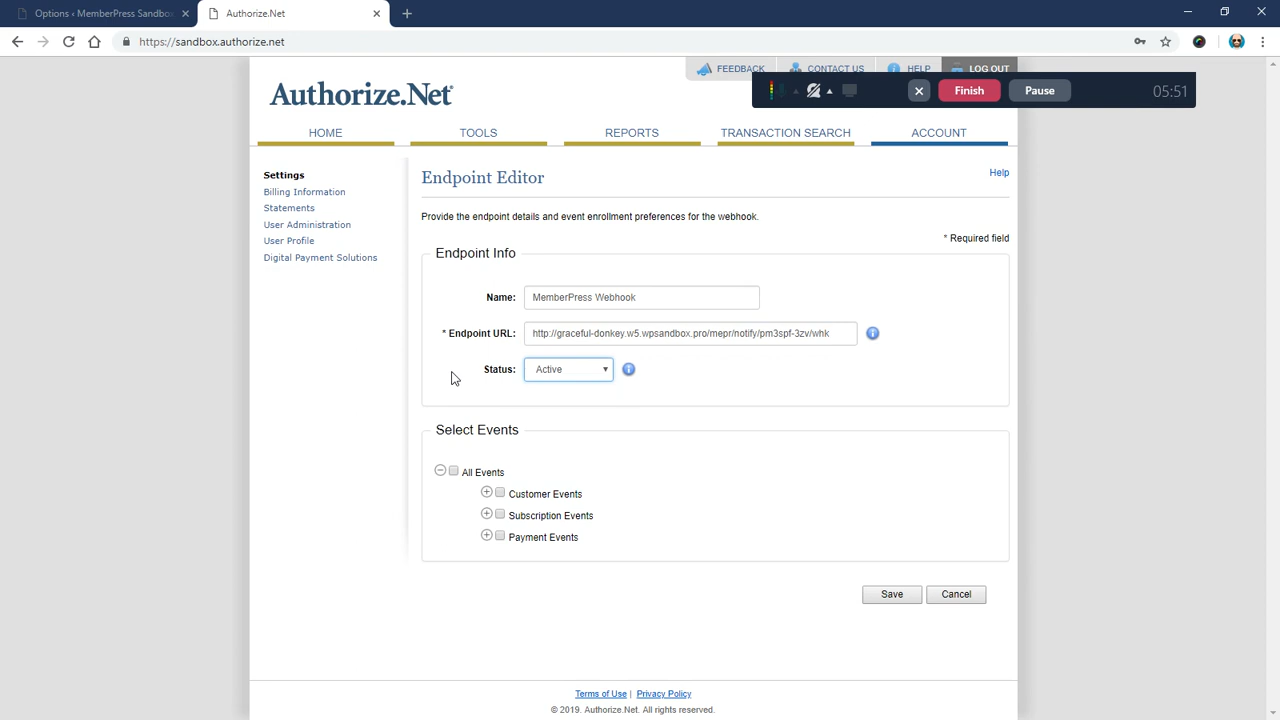 Options ‹ MemberPress Sandbo
Authorize.Net
https://sandbox.authorize.net
FEEDBACK
CONTACT US
HELP
LOG OUT
Authorize.Net
Finish
Pause
05:51
HOME
TOOLS
REPORTS
TRANSACTION SEARCH
ACCOUNT
Settings
Billing Information
Statements
User Administration
User Profile
Digital Payment Solutions
Endpoint Editor
Help
Provide the endpoint details and event enrollment preferences for the webhook.
* Required field
Endpoint Info
Name: MemberPress Webhook
* Endpoint URL: http://graceful-donkey.w5.wpsandbox.pro/mepr/notify/pm3spf-3zv/whk
Status: Active
Select Events
All Events
Customer Events
Subscription Events
Payment Events
Save
Cancel
Terms of Use | Privacy Policy
© 2019. Authorize.Net. All rights reserved.